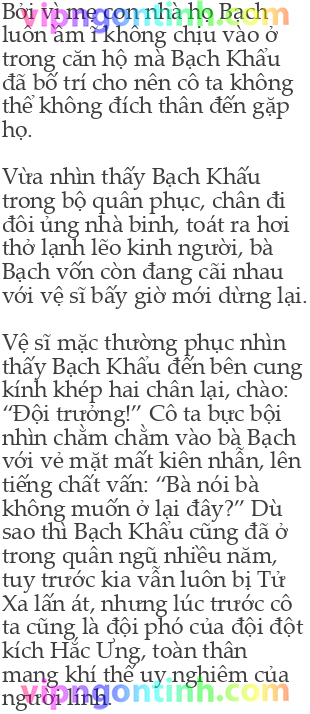 Bởi vì mẹ con nhà họ Bạch
luôn ầm ĩ không chịu vào ở
trong căn hộ mà Bạch Khẩu
đã bố trí cho nên cô ta không
thể không đích thân đến gặp
họ.
Vừa nhìn thấy Bạch Khấu
trong bộ quân phục, chân đi
đôi ủng nhà binh, toát ra hơi
thở lạnh lẽo kinh người, bà
Bạch vốn còn đang cãi nhau
với vệ sĩ bấy giờ mới dừng lại.
Vệ sĩ mặc thường phục nhìn
thấy Bạch Khẩu đến bên cung
kính khép hai chân lại, chào:
“Đội trưởng!” Cô ta bực bội
nhìn chằm chằm vào bà Bạch
với vẻ mặt mất kiên nhẫn, lên
tiếng chất vấn: “Bà nói bà
không muốn ở lại đây?” Dù
sao thì Bạch Khẩu cũng đã ở
trong quân ngũ nhiều năm,
tuy trước kia vẫn luôn bị Tử
Xa lấn át, nhưng lúc trước cô
ta cũng là đội phó của đội đột
kích Hắc Ưng, toàn thân
mang khí thế uy nghiêm của
người lính.
vipngontinh.com
vipngontinh.com